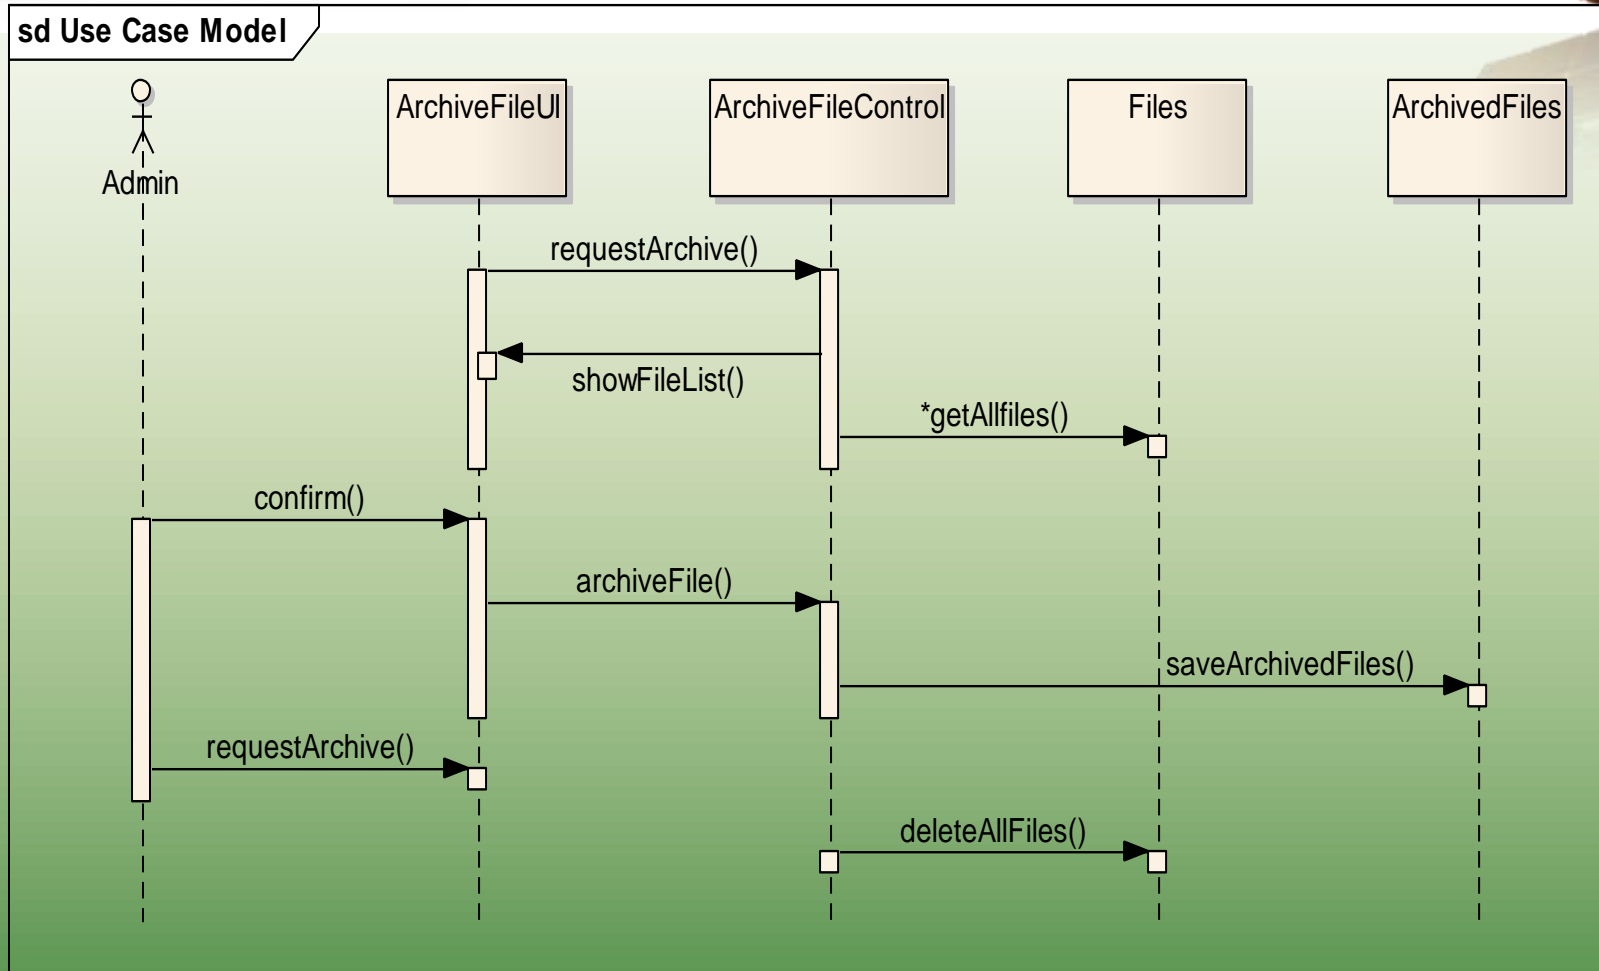 sd Use Case Model
Admin
ArchiveFileUI
ArchiveFileControl
Files
ArchivedFiles
requestArchive()
showFileList()
*getAllfiles()
confirm()
archiveFile()
saveArchivedFiles()
requestArchive()
deleteAllFiles()